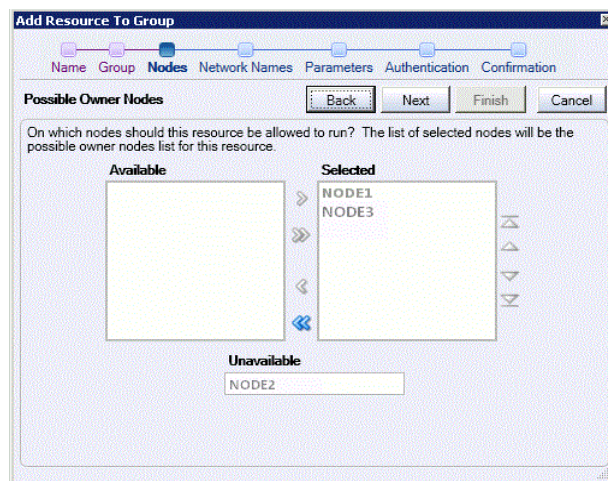 Add Resource To Group
Name Group Nodes Network Names Parameters Authentication Confirmation
Possible Owner Nodes
Back Next Finish Cancel
On which nodes should this resource be allowed to run? The list of selected nodes will be the
possible owner nodes list for this resource.
Available Selected
NODE1
NODE3
Unavailable
NODE2